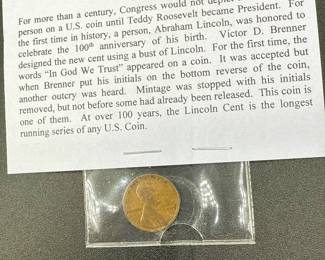 For more than a century, Congress would not depict
person on a U.S. coin until Teddy Roosevelt became President. For
the first time in history, a person, Abraham Lincoln, was honored to
celebrate the 100th anniversary of his birth. Victor D. Brenner
designed the new cent using a bust of Lincoln. For the first time, the
words "In God We Trust" appeared on a coin. It was accepted but
when Brenner put his initials on the bottom reverse of the coin,
another outcry was heard. Mintage was stopped with his initials
removed, but not before some had already been released. This coin is
one of them. At over 100 years, the Lincoln Cent is the longest
running series of any U.S. Coin.